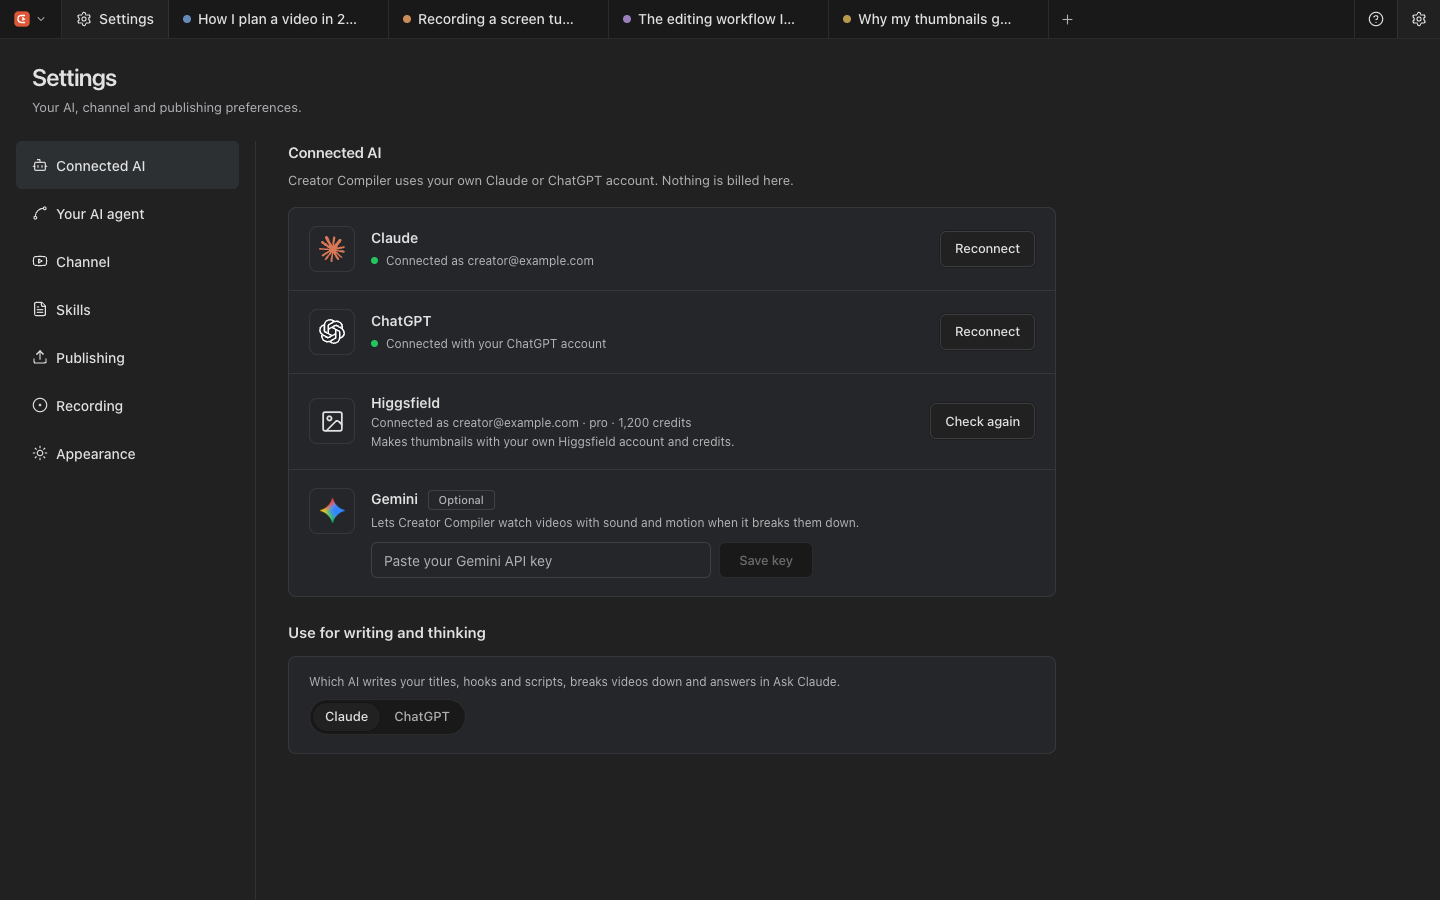 Settings
How I plan a video in 2...
Recording a screen tu...
The editing workflow I...
Why my thumbnails g...
Settings
Your AI, channel and publishing preferences.
Connected AI
Your AI agent
Channel
Skills
Publishing
Recording
Appearance
Connected AI
Creator Compiler uses your own Claude or ChatGPT account. Nothing is billed here.
Claude
Connected as creator@example.com
Reconnect
ChatGPT
Connected with your ChatGPT account
Reconnect
Higgsfield
Connected as creator@example.com · pro · 1,200 credits
Makes thumbnails with your own Higgsfield account and credits.
Check again
Gemini Optional
Lets Creator Compiler watch videos with sound and motion when it breaks them down.
Paste your Gemini API key
Save key
Use for writing and thinking
Which AI writes your titles, hooks and scripts, breaks videos down and answers in Ask Claude.
Claude ChatGPT